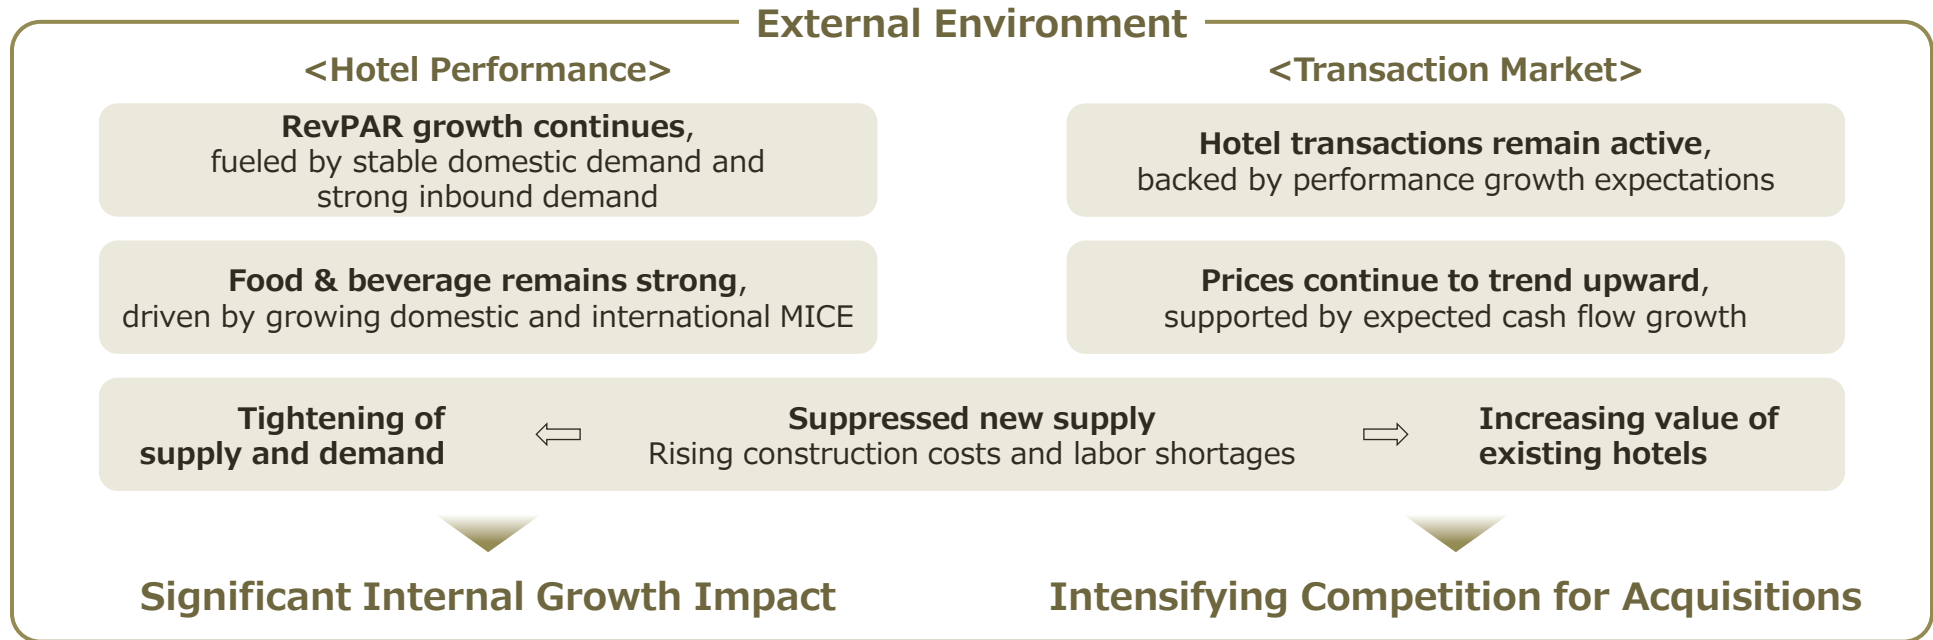 External Environment
<Hotel Performance>
RevPAR growth continues,
fueled by stable domestic demand and
strong inbound demand
Food & beverage remains strong,
driven by growing domestic and international MICE
<Transaction Market>
Hotel transactions remain active,
backed by performance growth expectations
Prices continue to trend upward,
supported by expected cash flow growth
Tightening of
supply and demand
⇦
Suppressed new supply
Rising construction costs and labor shortages
⇨
Increasing value of
existing hotels
Significant Internal Growth Impact
Intensifying Competition for Acquisitions